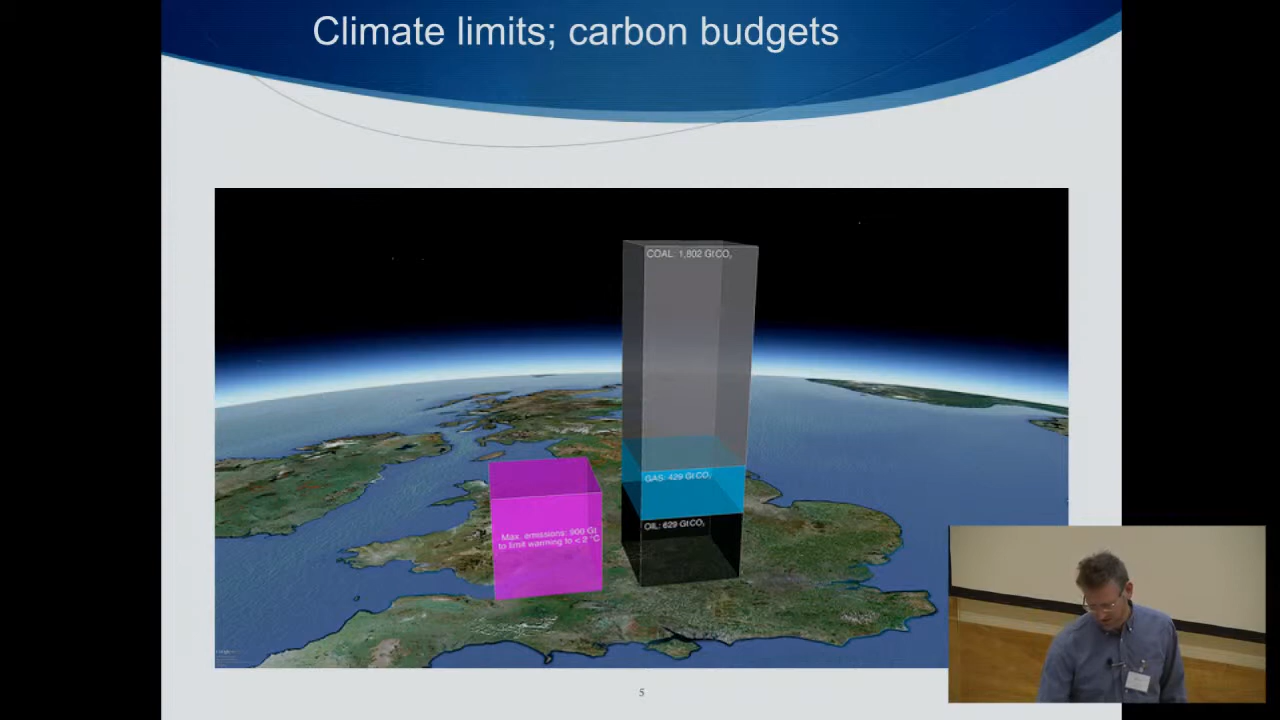 Climate limits; carbon budgets
COAL: 1,802 GtCO₂
GAS: 429 GtCO₂
OIL: 629 GtCO₂
Max. emissions: 900 Gt
to limit warming to < 2 °C
5